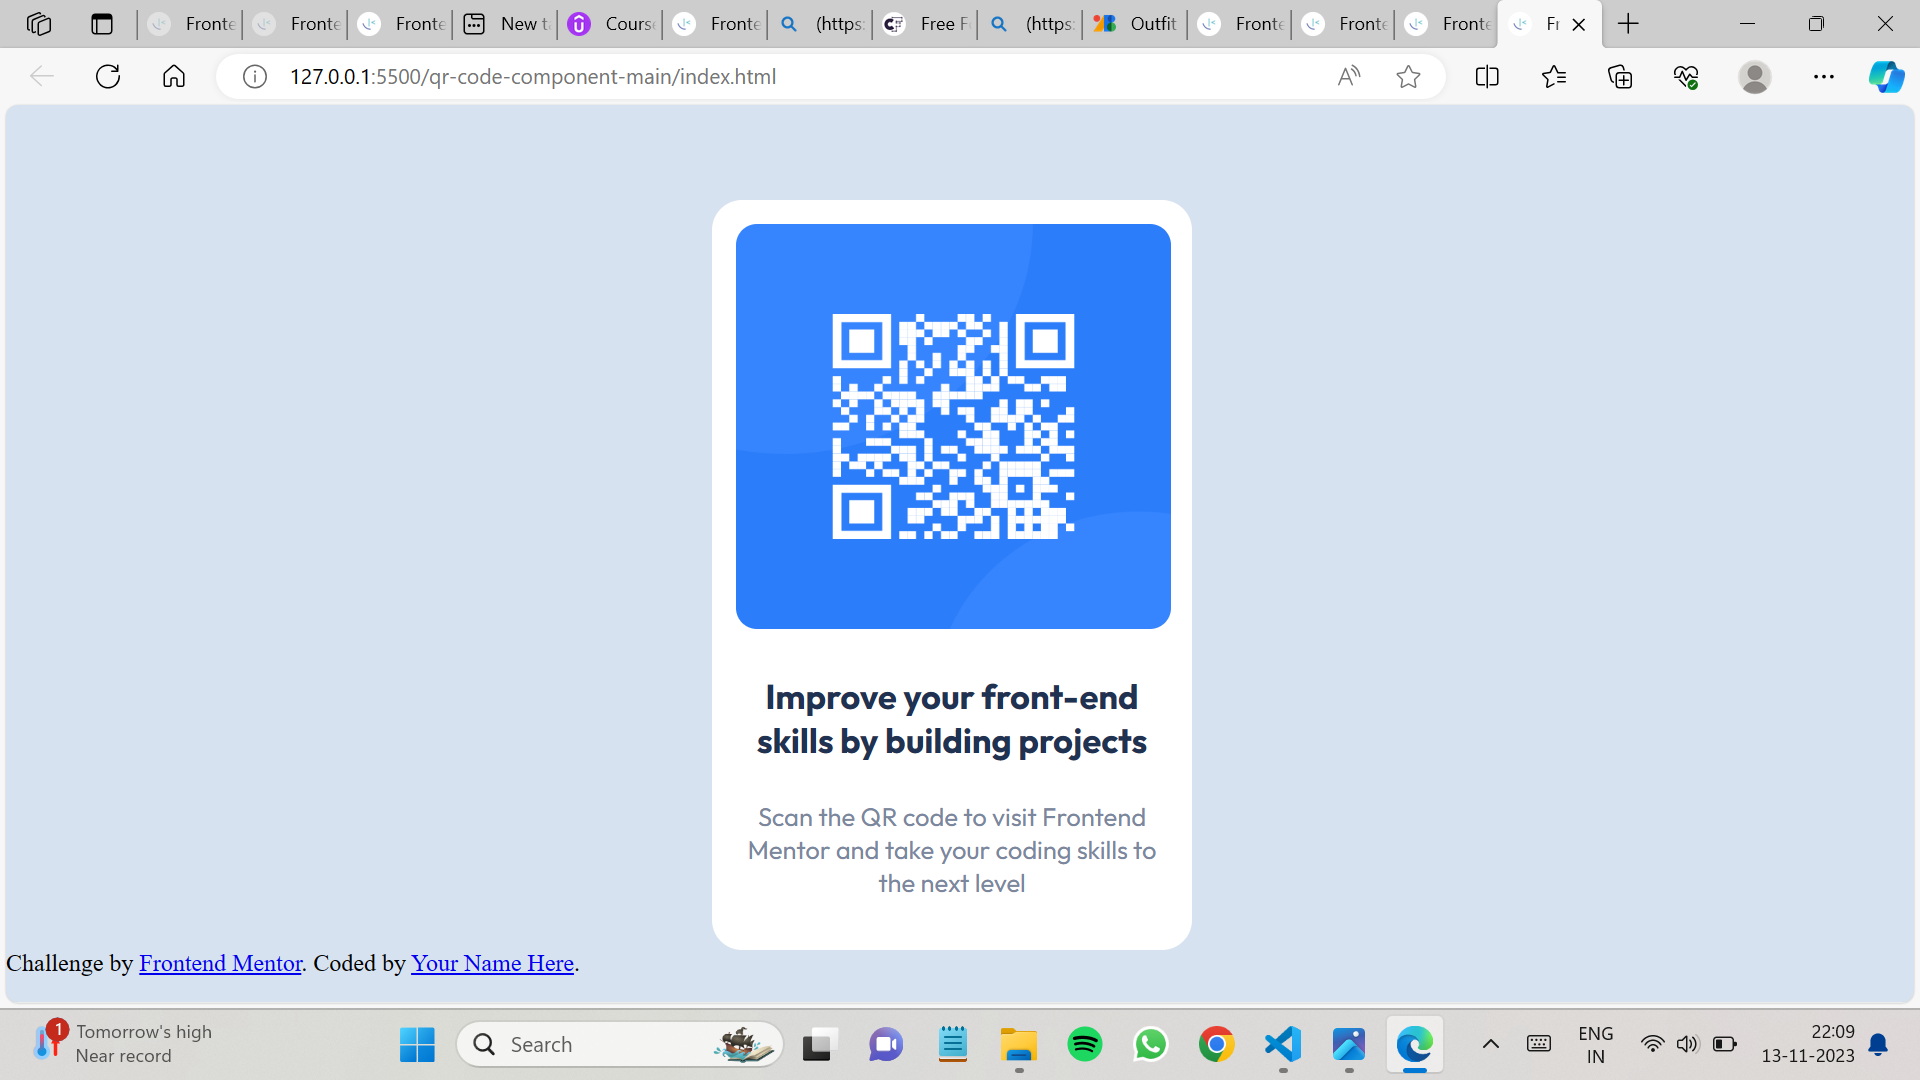 Fronte
Fronte
Fronte
New ta
Course
Fronte
(https:
Free Fo
(https:
Outfit
Fronte
Fronte
Fronte
Fr
127.0.0.1:5500/qr-code-component-main/index.html
Improve your front-end
skills by building projects
Scan the QR code to visit Frontend
Mentor and take your coding skills to
the next level
Challenge by Frontend Mentor. Coded by Your Name Here.
1
Tomorrow's high
Near record
Search
ENG
IN
22:09
13-11-2023